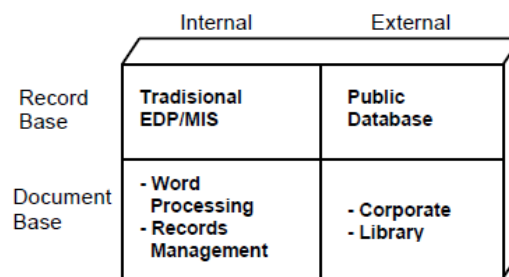 Internal External
Record Base
Tradisional
EDP/MIS
Public
Database
Document
Base
- Word
Processing
- Records
Management
- Corporate
- Library